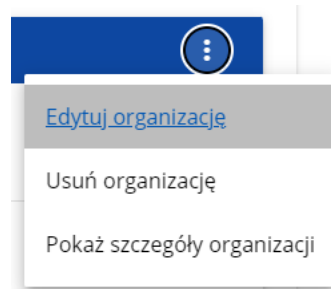 Edytuj organizację
Usuń organizację
Pokaż szczegóły organizacji